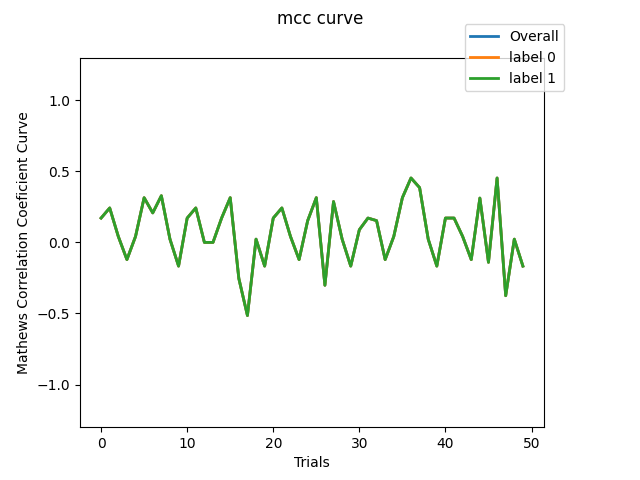 mcc curve
Overall
label 0
label 1
Mathews Correlation Coeficient Curve
1.0
0.5
0.0
−0.5
−1.0
0 10 20 30 40 50
Trials